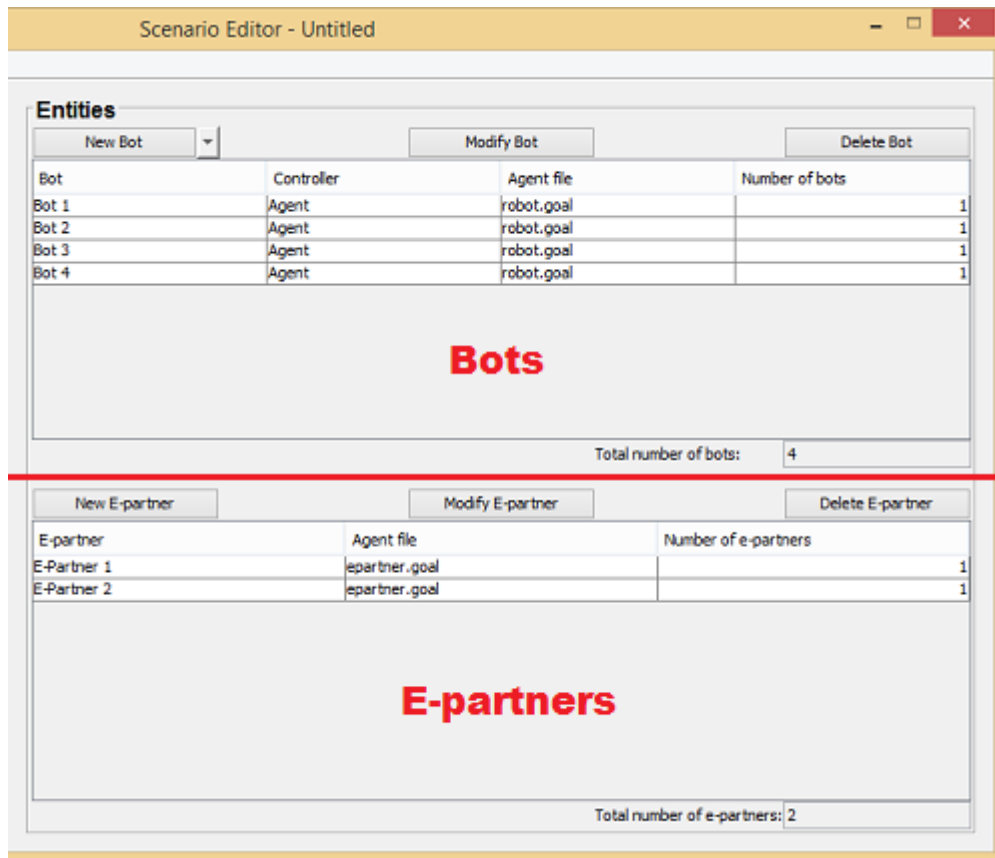 Scenario Editor - Untitled
Entities
New Bot Modify Bot Delete Bot
Bot Controller Agent file Number of bots
Bot 1 Agent robot.goal 1
Bot 2 Agent robot.goal 1
Bot 3 Agent robot.goal 1
Bot 4 Agent robot.goal 1
Bots
Total number of bots: 4
New E-partner Modify E-partner Delete E-partner
E-partner Agent file Number of e-partners
E-Partner 1 epartner.goal 1
E-Partner 2 epartner.goal 1
E-partners
Total number of e-partners: 2